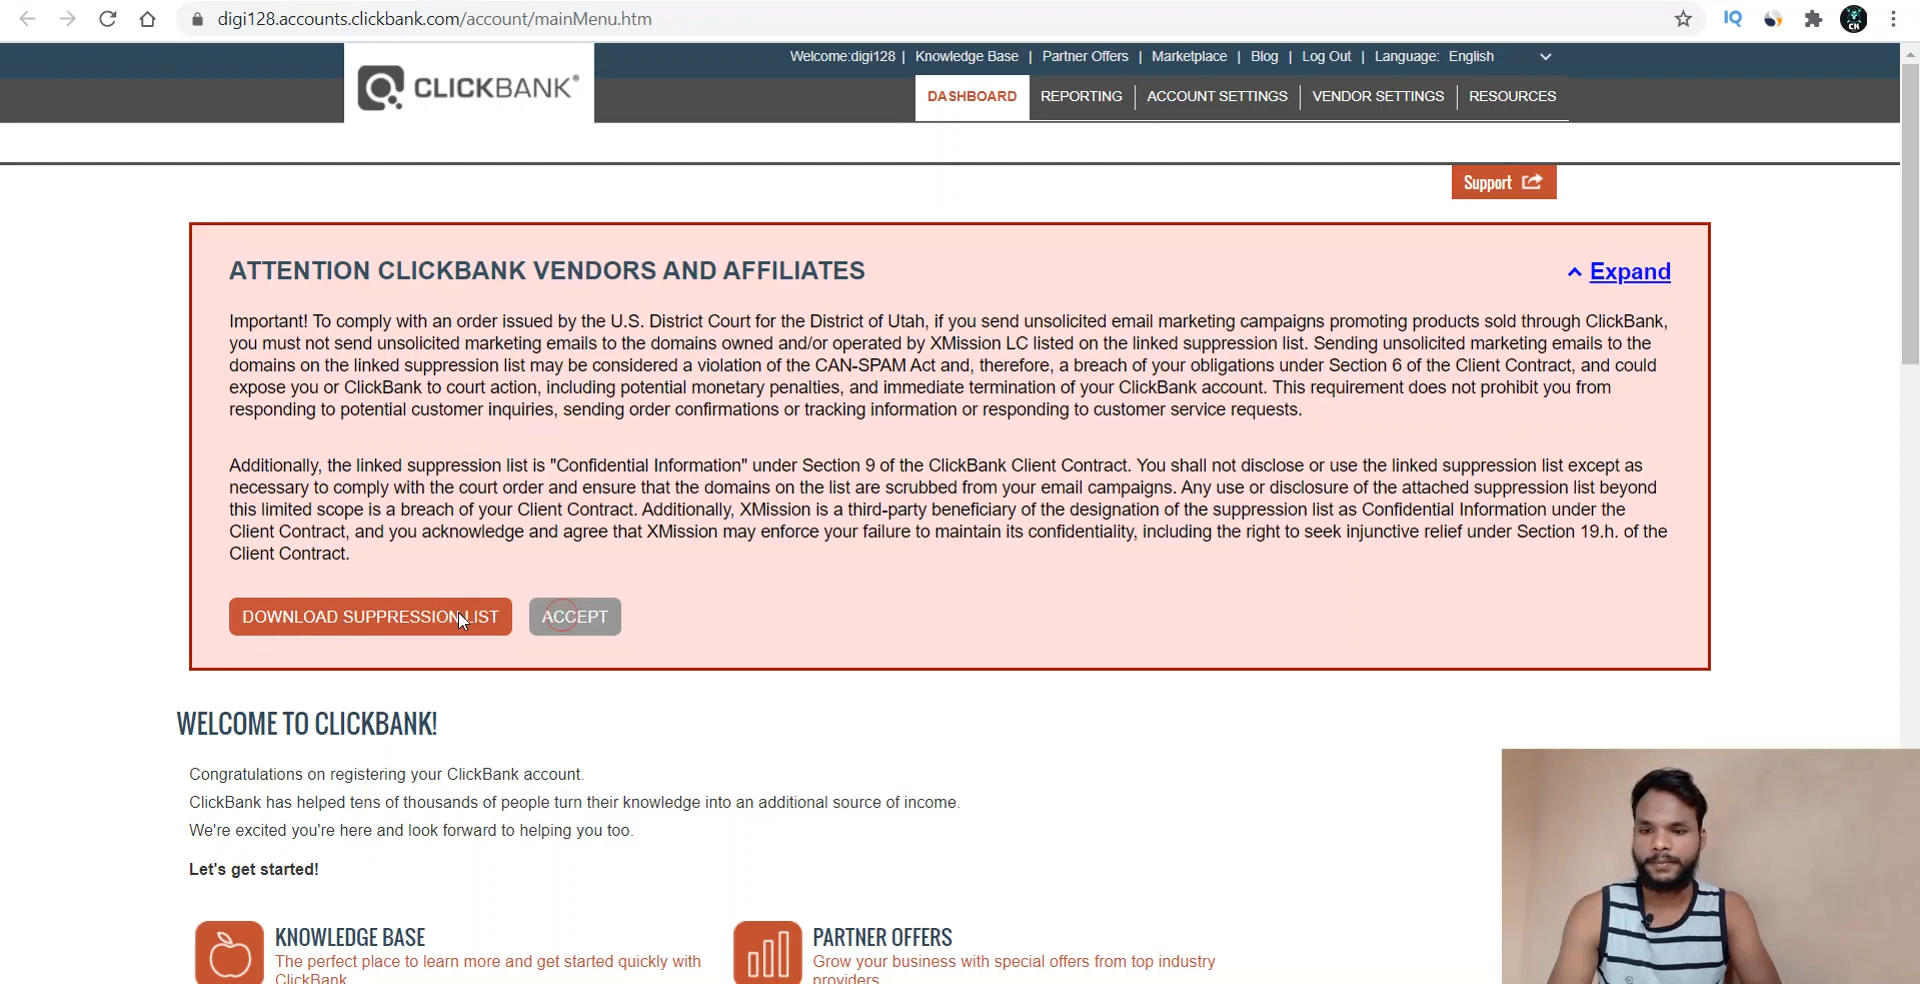 digi128.accounts.clickbank.com/account/mainMenu.htm
IQ
CH
Welcome:digi128 | Knowledge Base | Partner Offers | Marketplace | Blog | Log Out | Language: English
CLICKBANK®
DASHBOARD
REPORTING
ACCOUNT SETTINGS
VENDOR SETTINGS
RESOURCES
Support
ATTENTION CLICKBANK VENDORS AND AFFILIATES
Expand
Important! To comply with an order issued by the U.S. District Court for the District of Utah, if you send unsolicited email marketing campaigns promoting products sold through ClickBank,
you must not send unsolicited marketing emails to the domains owned and/or operated by XMission LC listed on the linked suppression list. Sending unsolicited marketing emails to the
domains on the linked suppression list may be considered a violation of the CAN-SPAM Act and, therefore, a breach of your obligations under Section 6 of the Client Contract, and could
expose you or ClickBank to court action, including potential monetary penalties, and immediate termination of your ClickBank account. This requirement does not prohibit you from
responding to potential customer inquiries, sending order confirmations or tracking information or responding to customer service requests.
Additionally, the linked suppression list is "Confidential Information" under Section 9 of the ClickBank Client Contract. You shall not disclose or use the linked suppression list except as
necessary to comply with the court order and ensure that the domains on the list are scrubbed from your email campaigns. Any use or disclosure of the attached suppression list beyond
this limited scope is a breach of your Client Contract. Additionally, XMission is a third-party beneficiary of the designation of the suppression list as Confidential Information under the
Client Contract, and you acknowledge and agree that XMission may enforce your failure to maintain its confidentiality, including the right to seek injunctive relief under Section 19.h. of the
Client Contract.
DOWNLOAD SUPPRESSION LIST
ACCEPT
WELCOME TO CLICKBANK!
Congratulations on registering your ClickBank account.
ClickBank has helped tens of thousands of people turn their knowledge into an additional source of income.
We're excited you're here and look forward to helping you too.
Let's get started!
KNOWLEDGE BASE
The perfect place to learn more and get started quickly with
ClickBank
PARTNER OFFERS
Grow your business with special offers from top industry
providers